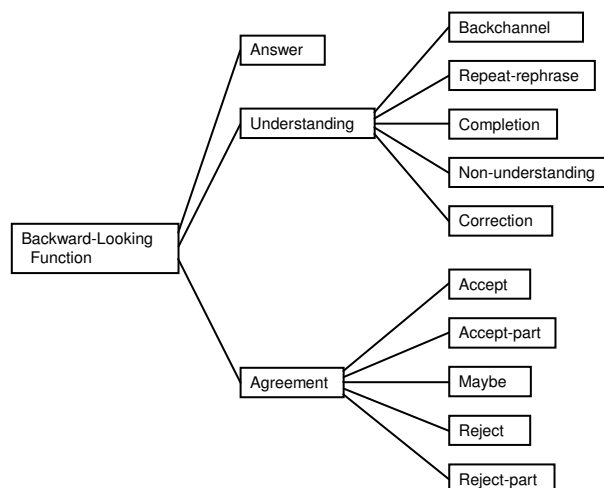 Backchannel
Answer
Repeat-rephrase
Understanding
Completion
Non-understanding
Correction
Backward-Looking
Function
Accept
Accept-part
Agreement
Maybe
Reject
Reject-part